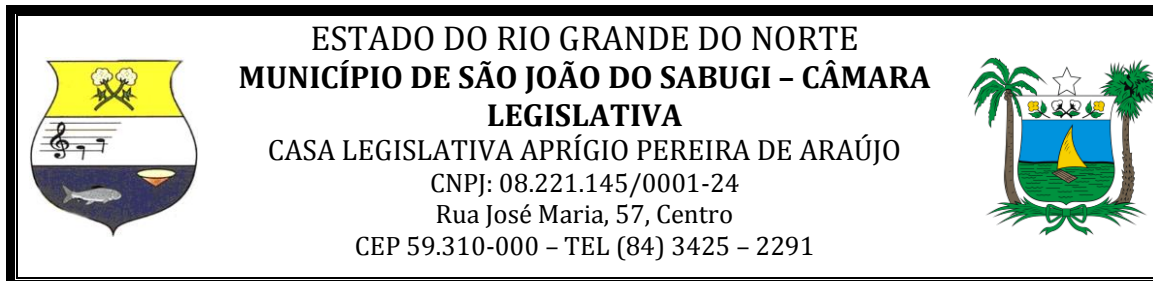 ESTADO DO RIO GRANDE DO NORTE
MUNICÍPIO DE SÃO JOÃO DO SABUGI – CÂMARA
LEGISLATIVA
CASA LEGISLATIVA APRÍGIO PEREIRA DE ARAÚJO
CNPJ: 08.221.145/0001-24
Rua José Maria, 57, Centro
CEP 59.310-000 – TEL (84) 3425 – 2291